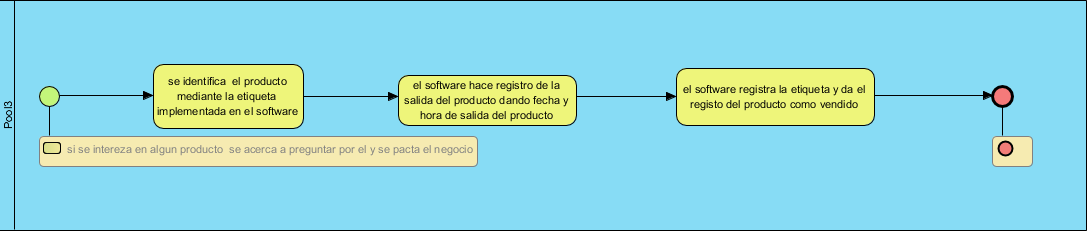 Pool3
se identifica  el producto
mediante la etiqueta
implementada en el software
el software hace registro de la
salida del producto dando fecha y
hora de salida del producto
el software registra la etiqueta y da el
registo del producto como vendido
si se intereza en algun producto  se acerca a preguntar por el y se pacta el negocio